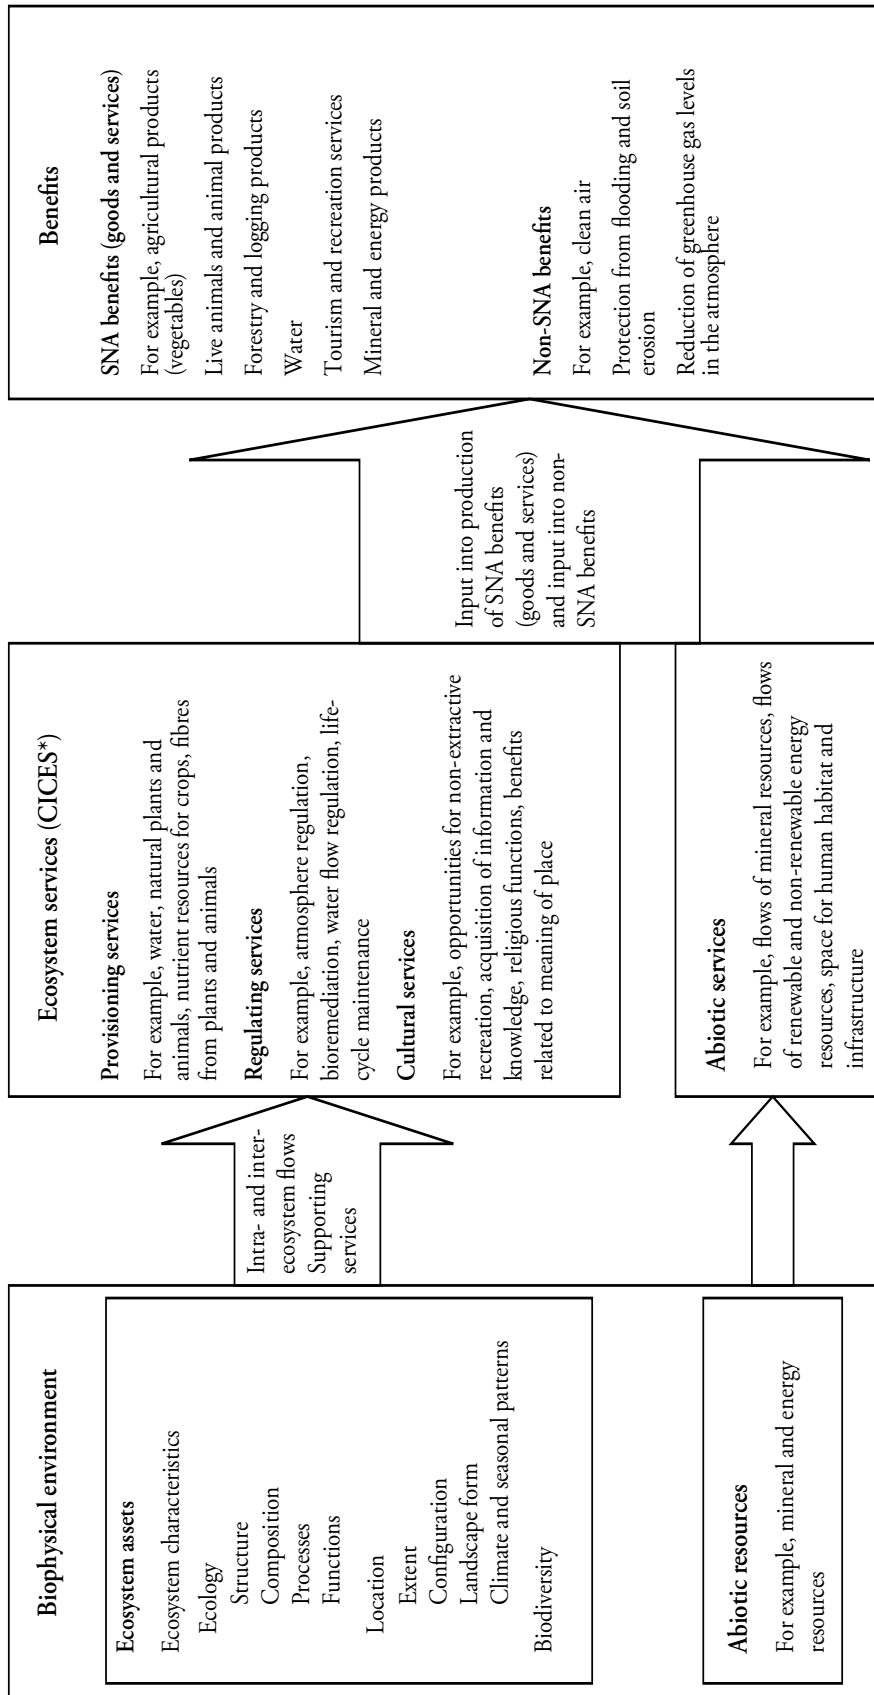 Biophysical environment
Ecosystem assets
Ecosystem characteristics
Ecology
Structure
Composition
Processes
Functions
Location
Extent
Configuration
Landscape form
Climate and seasonal patterns
Biodiversity
Abiotic resources
For example, mineral and energy
resources
Intra- and inter-
ecosystem flows
Supporting
services
Ecosystem services (CICES*)
Provisioning services
For example, water, natural plants and
animals, nutrient resources for crops, fibres
from plants and animals
Regulating services
For example, atmosphere regulation,
bioremediation, water flow regulation, life-
cycle maintenance
Cultural services
For example, opportunities for non-extractive
recreation, acquisition of information and
knowledge, religious functions, benefits
related to meaning of place
Abiotic services
For example, flows of mineral resources, flows
of renewable and non-renewable energy
resources, space for human habitat and
infrastructure
Input into production
of SNA benefits
(goods and services)
and input into non-
SNA benefits
Benefits
SNA benefits (goods and services)
For example, agricultural products
(vegetables)
Live animals and animal products
Forestry and logging products
Water
Tourism and recreation services
Mineral and energy products
Non-SNA benefits
For example, clean air
Protection from flooding and soil
erosion
Reduction of greenhouse gas levels
in the atmosphere